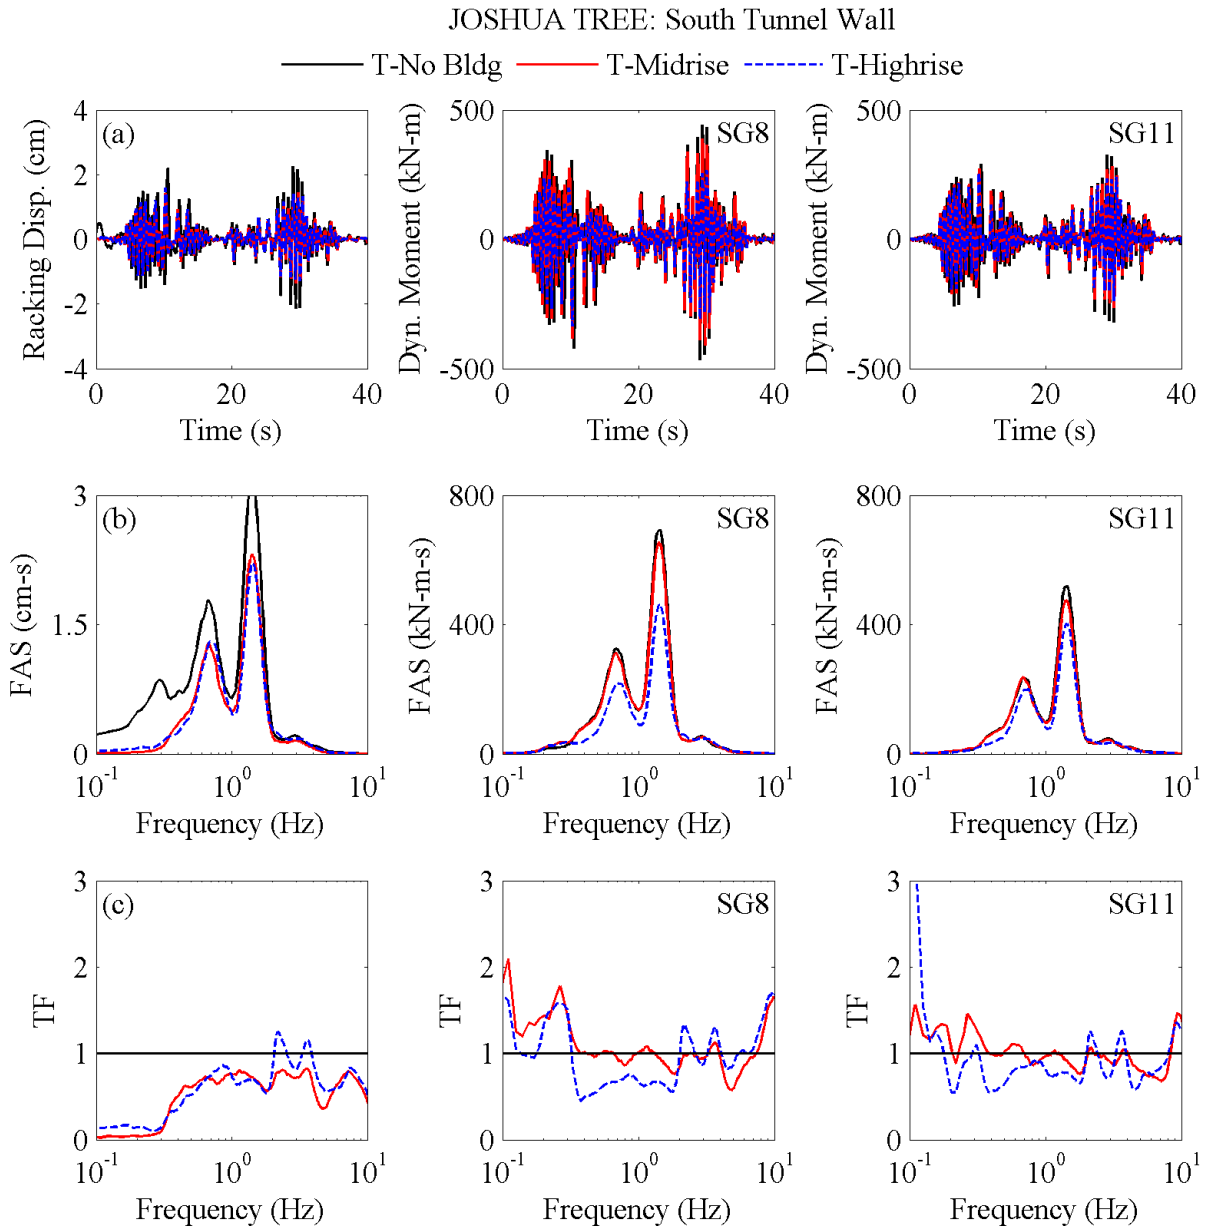 JOSHUA TREE: South Tunnel Wall
T-No Bldg T-Midrise T-Highrise
(a)
Racking Disp. (cm)
4
2
0
-2
-4
0 20 40
Time (s)
SG8
Dyn. Moment (kN-m)
500
0
-500
0 20 40
Time (s)
SG11
Dyn. Moment (kN-m)
500
0
-500
0 20 40
Time (s)
(b)
FAS (cm-s)
3
1.5
0
10^-1 10^0 10^1
Frequency (Hz)
SG8
FAS (kN-m-s)
800
400
0
10^-1 10^0 10^1
Frequency (Hz)
SG11
FAS (kN-m-s)
800
400
0
10^-1 10^0 10^1
Frequency (Hz)
(c)
TF
3
2
1
0
10^-1 10^0 10^1
Frequency (Hz)
SG8
TF
3
2
1
0
10^-1 10^0 10^1
Frequency (Hz)
SG11
TF
3
2
1
0
10^-1 10^0 10^1
Frequency (Hz)